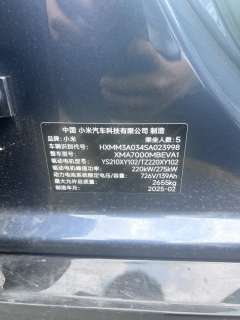 中国 小米汽车科技有限公司 制造
品牌：小米 乘坐人数：5
车辆识别代号： HXMM3A034SA023998
整车型号： XMA7000MBEVA1
驱动电机型号： YS210XY102/TZ220XY102
驱动电机峰值功率： 220kW/275kW
动力电池系统额定电压/容量： 726V/139Ah
最大允许总质量： 2655kg
制造年月： 2025-02